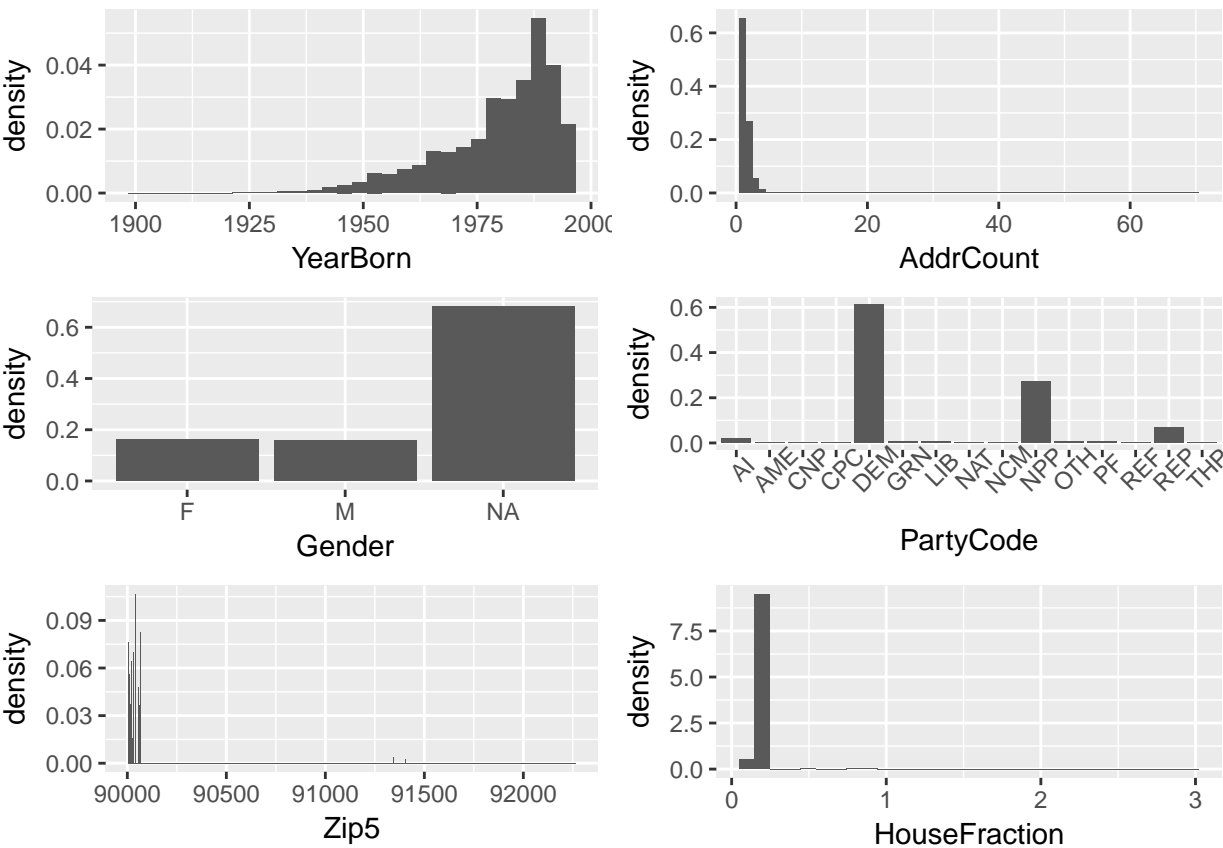 density
0.04
0.02
0.00
1900 1925 1950 1975 2000
YearBorn
density
0.6
0.4
0.2
0.0
0 20 40 60
AddrCount
density
0.6
0.4
0.2
0.0
F M NA
Gender
density
0.6
0.4
0.2
0.0
AI AME CNP CPC DEM GRN LIB NAT NCM NPP OTH PF REF REP THP
PartyCode
density
0.09
0.06
0.03
0.00
90000 90500 91000 91500 92000
Zip5
density
7.5
5.0
2.5
0.0
0 1 2 3
HouseFraction